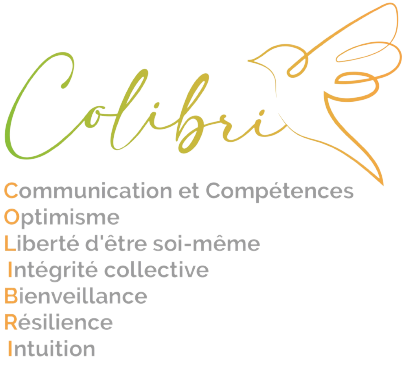 Colibri
Communication et Compétences
Optimisme
Liberté d'être soi-même
Intégrité collective
Bienveillance
Résilience
Intuition